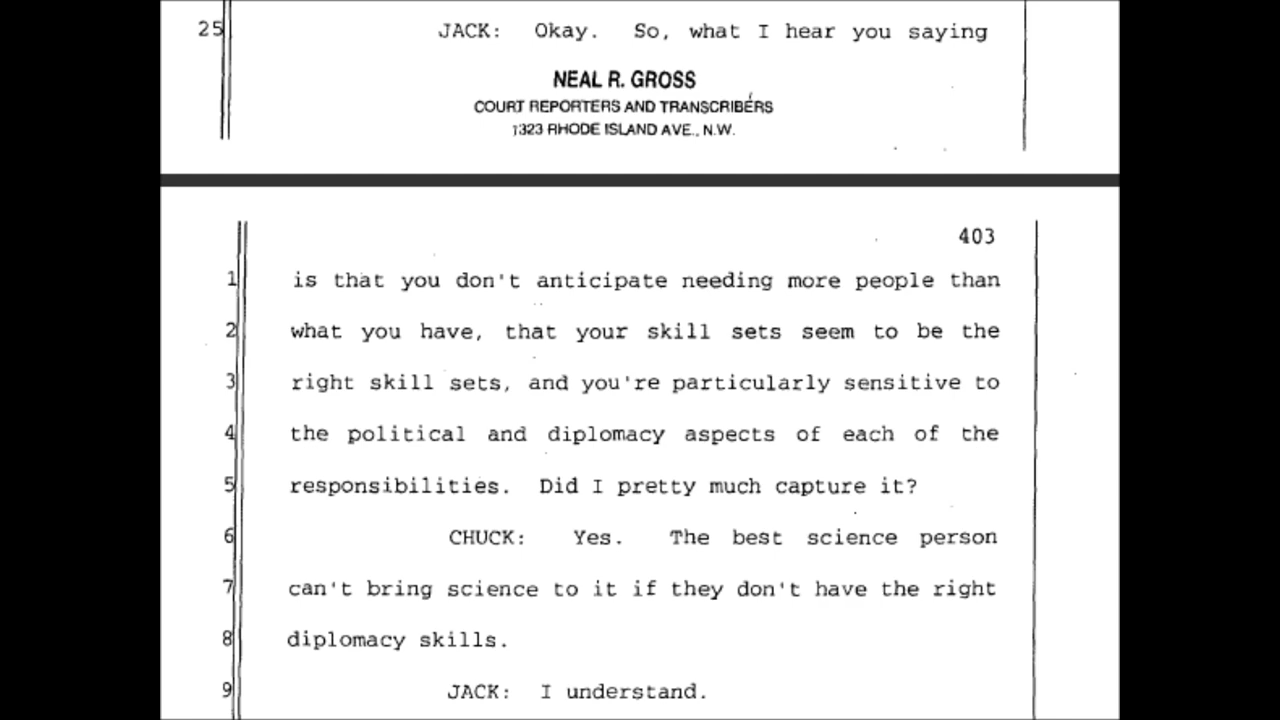 25 JACK: Okay. So, what I hear you saying
NEAL R. GROSS
COURT REPORTERS AND TRANSCRIBERS
1323 RHODE ISLAND AVE., N.W.
403
1 is that you don't anticipate needing more people than
2 what you have, that your skill sets seem to be the
3 right skill sets, and you're particularly sensitive to
4 the political and diplomacy aspects of each of the
5 responsibilities. Did I pretty much capture it?
6 CHUCK: Yes. The best science person
7 can't bring science to it if they don't have the right
8 diplomacy skills.
9 JACK: I understand.